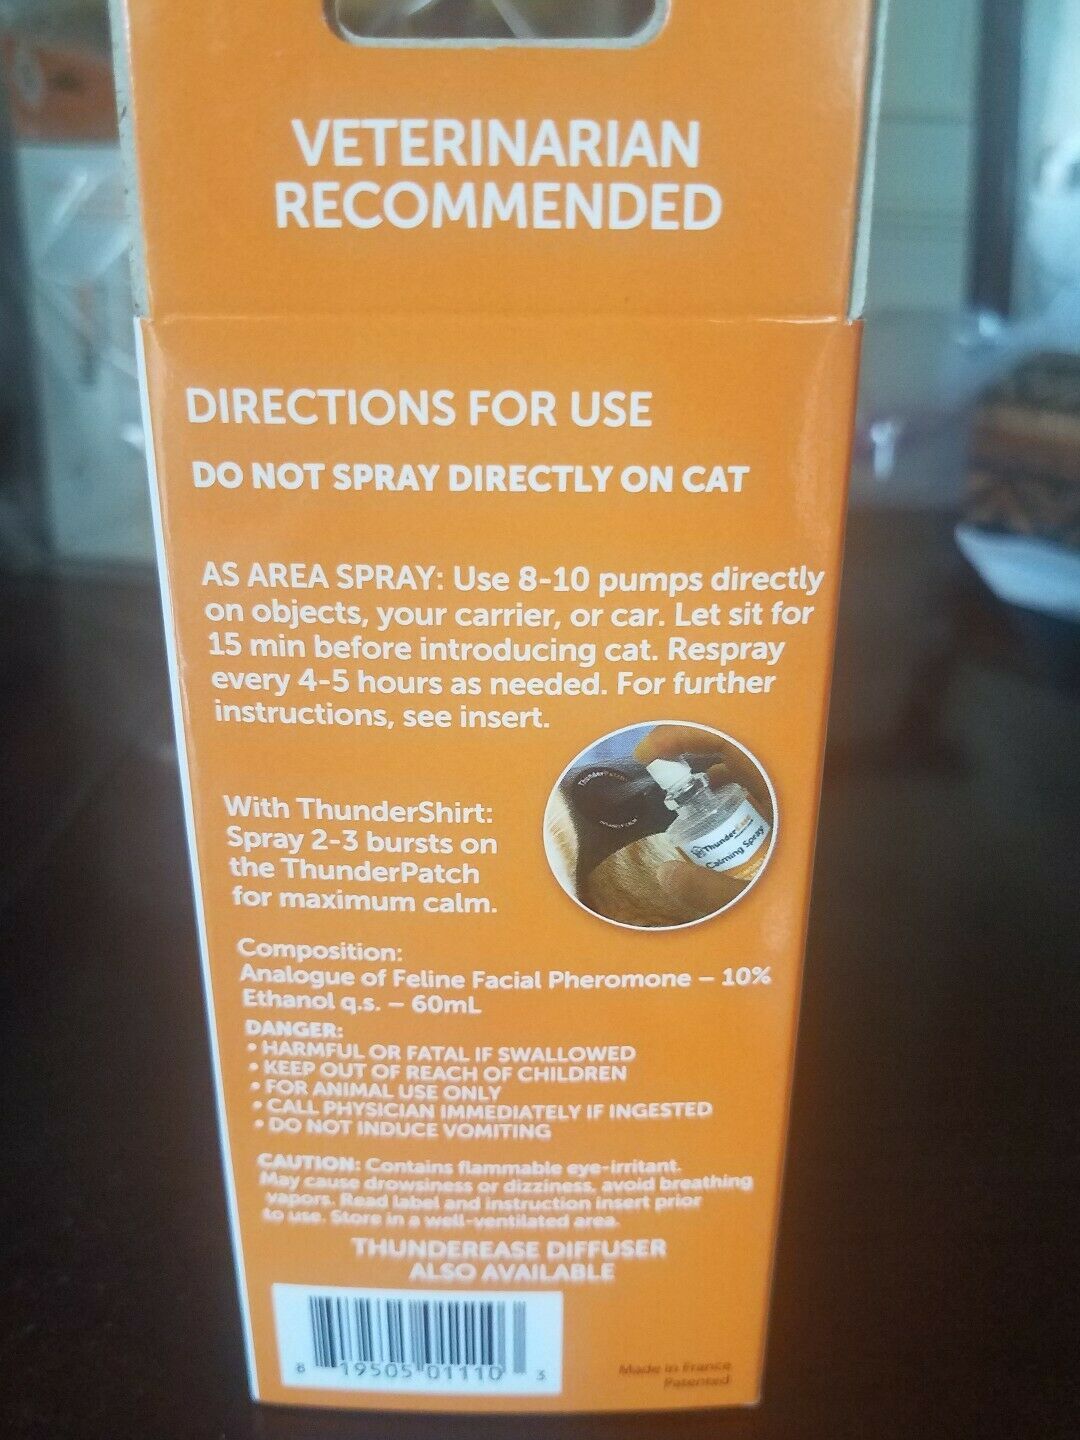 VETERINARIAN
RECOMMENDED
DIRECTIONS FOR USE
DO NOT SPRAY DIRECTLY ON CAT
AS AREA SPRAY: Use 8-10 pumps directly
on objects, your carrier, or car. Let sit for
15 min before introducing cat. Respray
every 4-5 hours as needed. For further
instructions, see insert.
With ThunderShirt:
Spray 2-3 bursts on
the ThunderPatch
for maximum calm.
ThunderPatch
ThunderEase
Calming Spray
Composition:
Analogue of Feline Facial Pheromone – 10%
Ethanol q.s. – 60mL
DANGER:
• HARMFUL OR FATAL IF SWALLOWED
• KEEP OUT OF REACH OF CHILDREN
• FOR ANIMAL USE ONLY
• CALL PHYSICIAN IMMEDIATELY IF INGESTED
• DO NOT INDUCE VOMITING
CAUTION: Contains flammable eye-irritant.
May cause drowsiness or dizziness, avoid breathing
vapors. Read label and instruction insert prior
to use. Store in a well-ventilated area.
THUNDEREASE DIFFUSER
ALSO AVAILABLE
8 19505 01110 3
Made in France
Patented